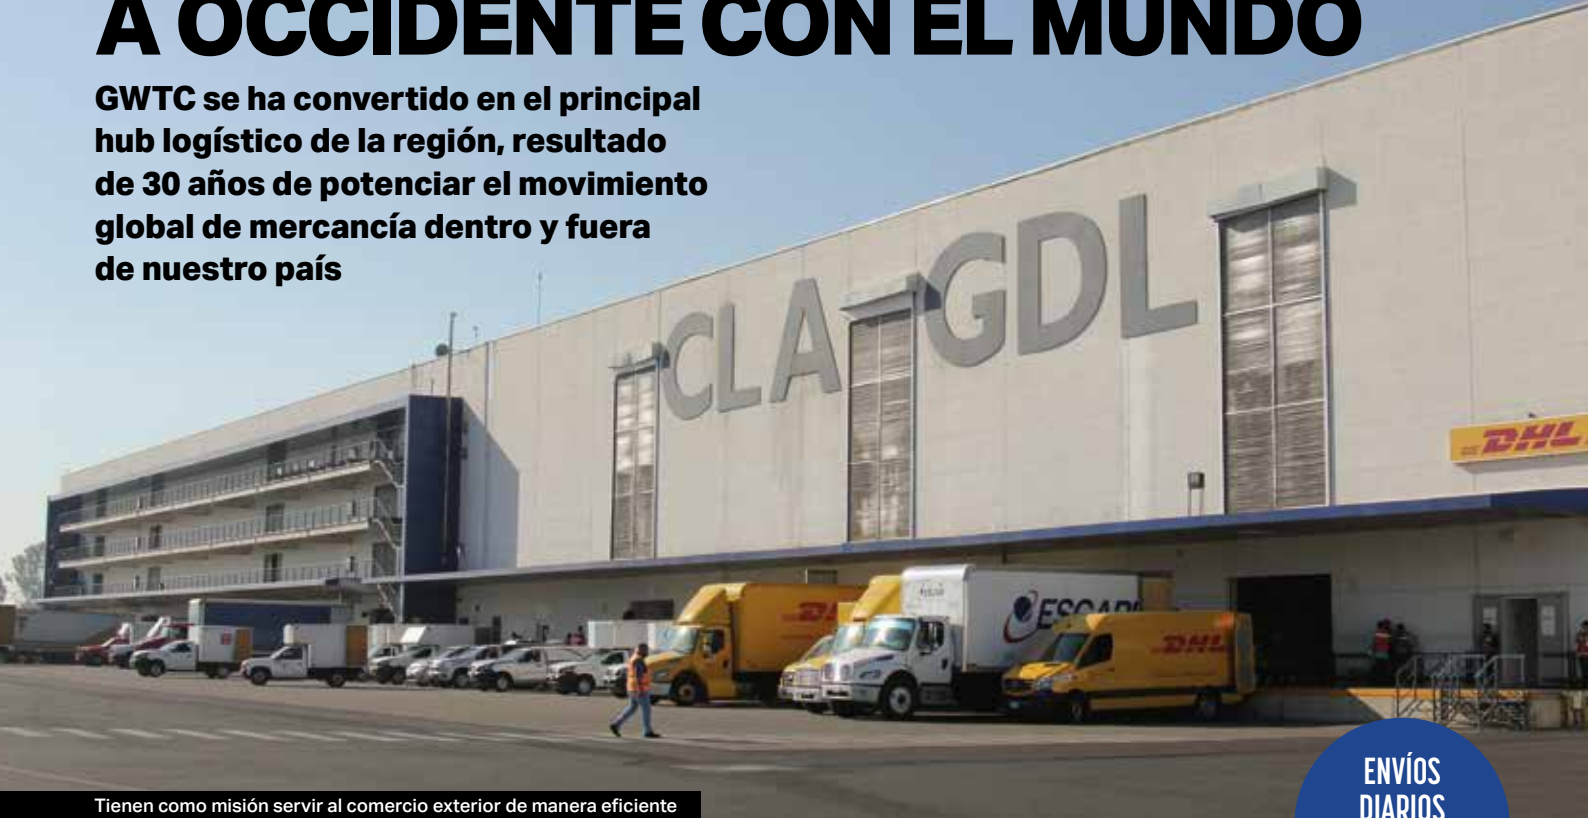 A OCCIDENTE CON EL MUNDO
GWTC se ha convertido en el principal
hub logístico de la región, resultado
de 30 años de potenciar el movimiento
global de mercancía dentro y fuera
de nuestro país
CLA GDL
DHL
DHL
Tienen como misión servir al comercio exterior de manera eficiente
ENVÍOS
DIARIOS